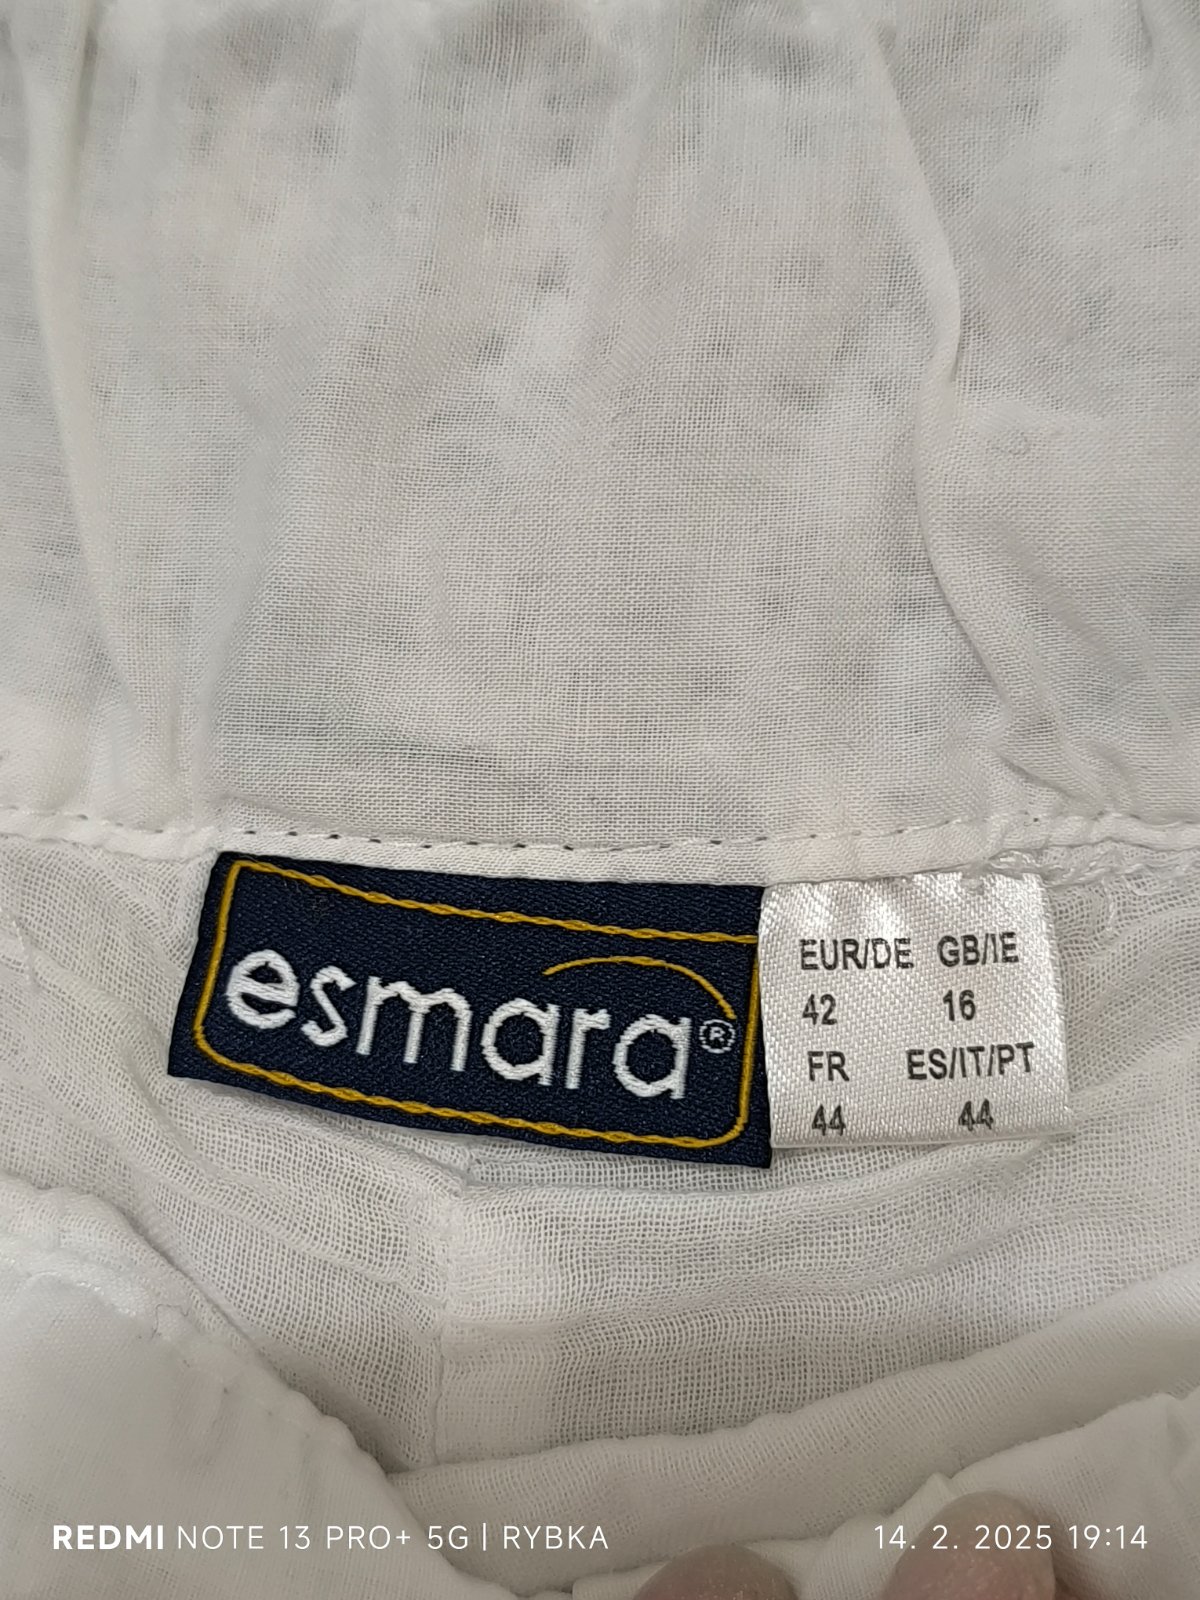 esmara®
EUR/DE GB/IE
42 16
FR ES/IT/PT
44 44
REDMI NOTE 13 PRO+ 5G | RYBKA
14. 2. 2025 19:14